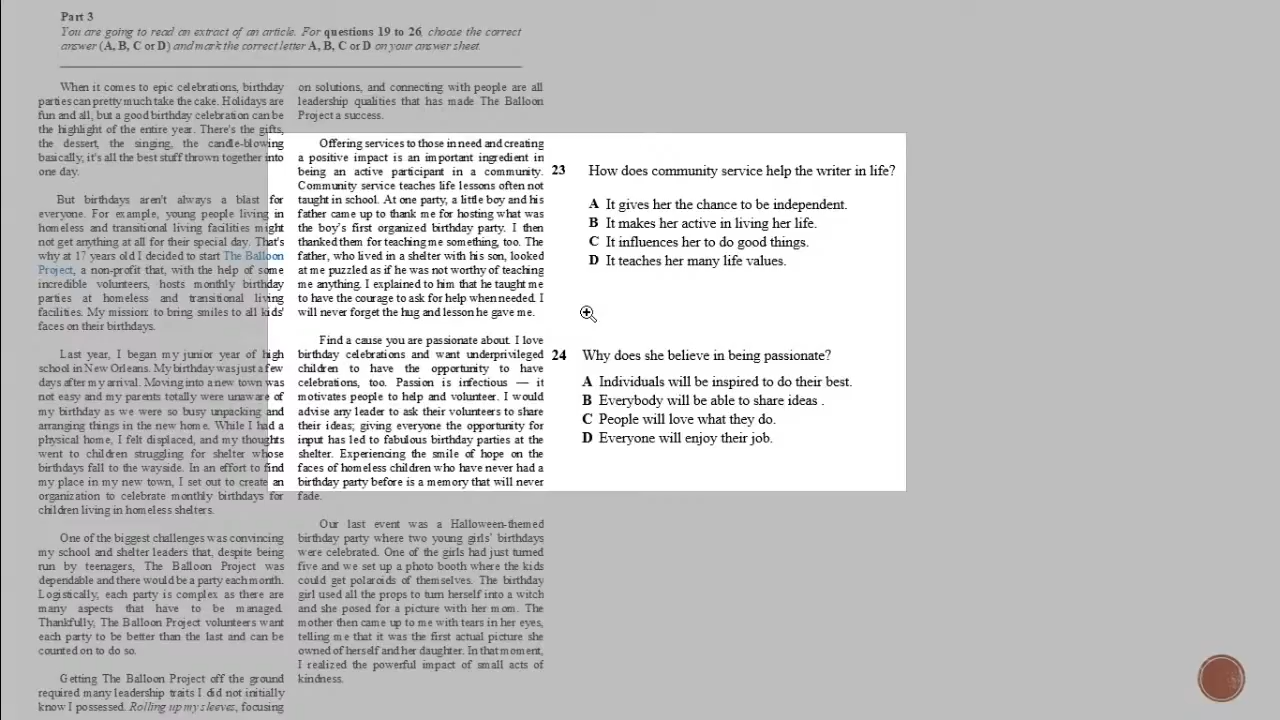 Part 3
You are going to read an extract of an article. For questions 19 to 26, choose the correct
answer (A, B, C or D) and mark the correct letter A, B, C or D on your answer sheet.
When it comes to epic celebrations, birthday
parties can pretty much take the cake. Holidays are
fun and all, but a good birthday celebration can be
the highlight of the entire year. There's the gifts,
the dessert, the singing, the candle-blowing
basically, it's all the best stuff thrown together into
one day.
But birthdays aren't always a blast for
everyone. For example, young people living in
homeless and transitional living facilities might
not get anything at all for their special day. That's
why at 17 years old I decided to start The Balloon
Project, a non-profit that, with the help of some
incredible volunteers, hosts monthly birthday
parties at homeless and transitional living
facilities. My mission: to bring smiles to all kids'
faces on their birthdays.
Last year, I began my junior year of high
school in New Orleans. My birthday was just a few
days after my arrival. Moving into a new town was
not easy and my parents totally were unaware of
my birthday as we were so busy unpacking and
arranging things in the new home. While I had a
physical home, I felt displaced, and my thoughts
went to children struggling for shelter whose
birthdays fall to the wayside. In an effort to find
my place in my new town, I set out to create an
organization to celebrate monthly birthdays for
children living in homeless shelters.
One of the biggest challenges was convincing
my school and shelter leaders that, despite being
run by teenagers, The Balloon Project was
dependable and there would be a party each month.
Logistically, each party is complex as there are
many aspects that have to be managed.
Thankfully, The Balloon Project volunteers want
each party to be better than the last and can be
counted on to do so.
Getting The Balloon Project off the ground
required many leadership traits I did not initially
know I possessed. Rolling up my sleeves, focusing
on solutions, and connecting with people are all
leadership qualities that has made The Balloon
Project a success.
Offering services to those in need and creating
a positive impact is an important ingredient in
being an active participant in a community.
Community service teaches life lessons often not
taught in school. At one party, a little boy and his
father came up to thank me for hosting what was
the boy's first organized birthday party. I then
thanked them for teaching me something, too. The
father, who lived in a shelter with his son, looked
at me puzzled as if he was not worthy of teaching
me anything. I explained to him that he taught me
to have the courage to ask for help when needed. I
will never forget the hug and lesson he gave me.
Find a cause you are passionate about. I love
birthday celebrations and want underprivileged
children to have the opportunity to have
celebrations, too. Passion is infectious — it
motivates people to help and volunteer. I would
advise any leader to ask their volunteers to share
their ideas; giving everyone the opportunity for
input has led to fabulous birthday parties at the
shelter. Experiencing the smile of hope on the
faces of homeless children who have never had a
birthday party before is a memory that will never
fade.
Our last event was a Halloween-themed
birthday party where two young girls' birthdays
were celebrated. One of the girls had just turned
five and we set up a photo booth where the kids
could get polaroids of themselves. The birthday
girl used all the props to turn herself into a witch
and she posed for a picture with her mom. The
mother then came up to me with tears in her eyes,
telling me that it was the first actual picture she
owned of herself and her daughter. In that moment,
I realized the powerful impact of small acts of
kindness.
23 How does community service help the writer in life?
A It gives her the chance to be independent.
B It makes her active in living her life.
C It influences her to do good things.
D It teaches her many life values.
24 Why does she believe in being passionate?
A Individuals will be inspired to do their best.
B Everybody will be able to share ideas .
C People will love what they do.
D Everyone will enjoy their job.